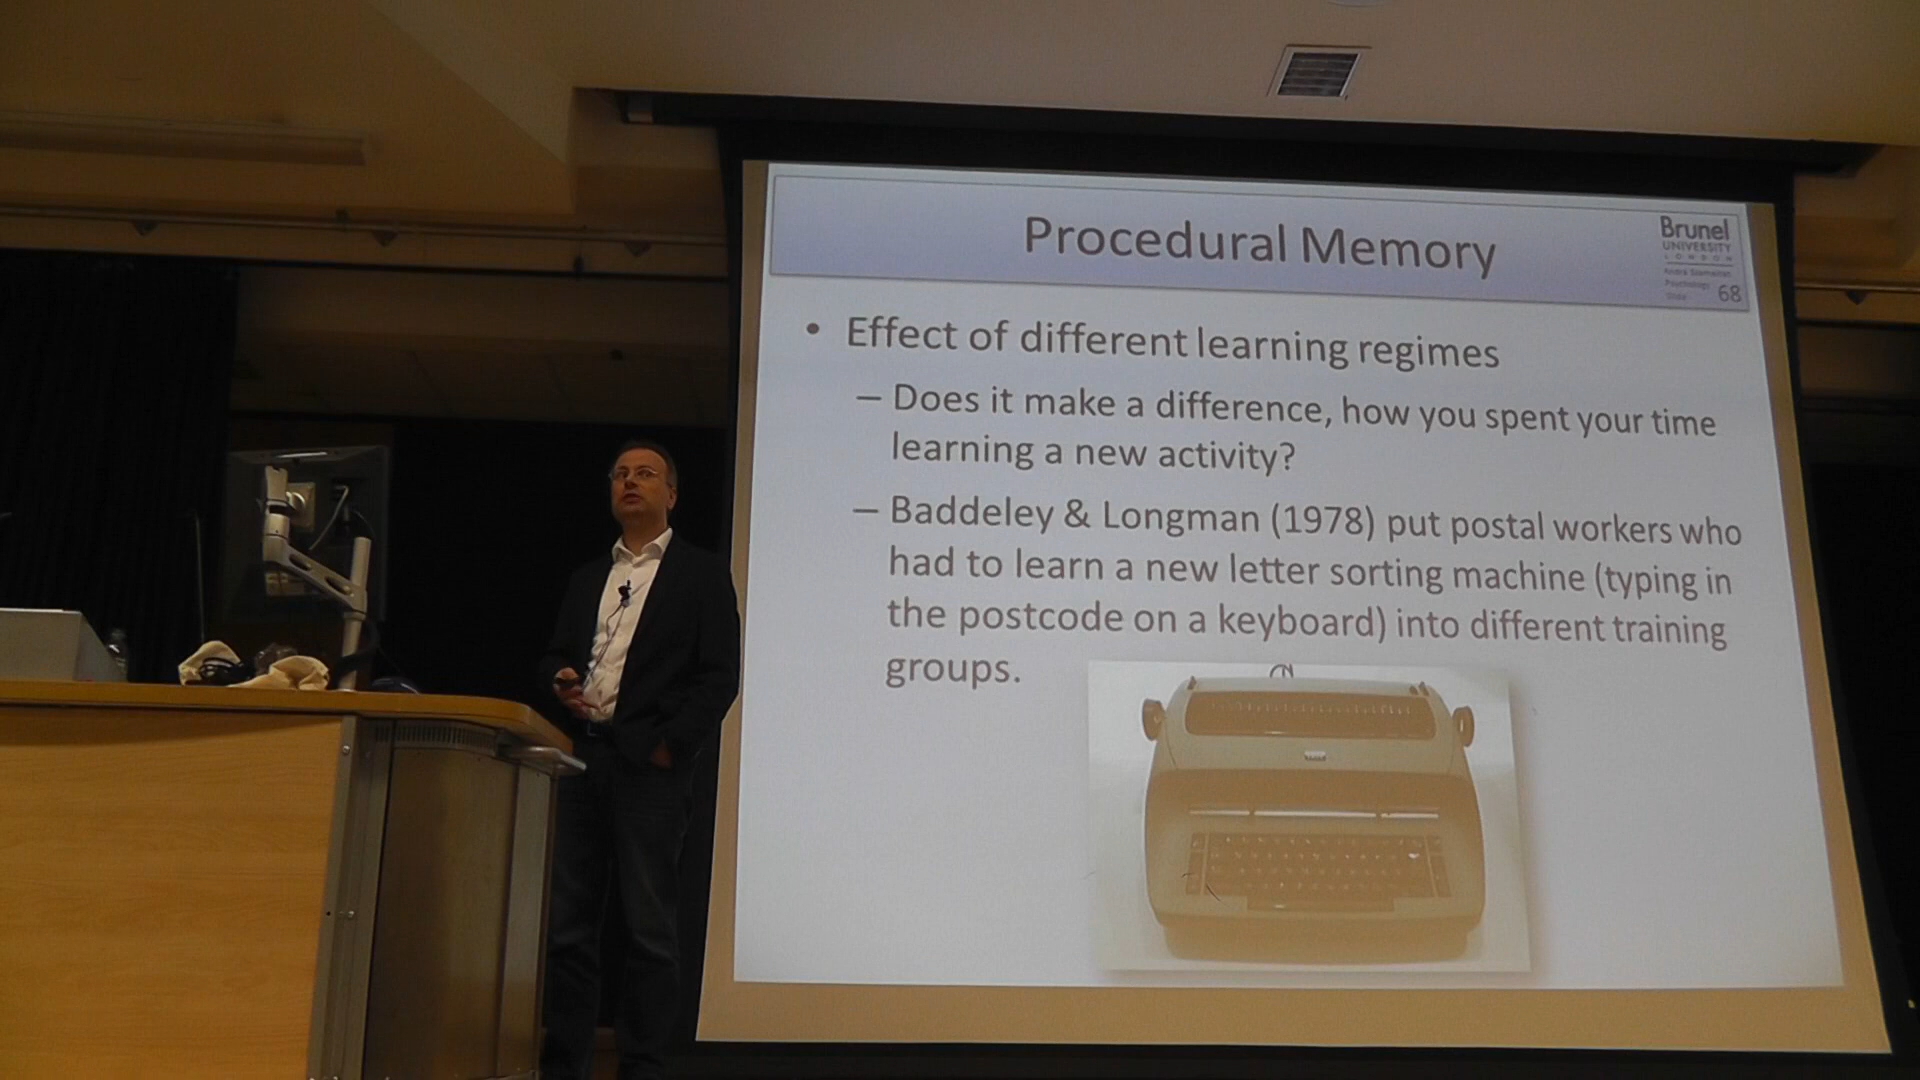 Procedural Memory
Brunel
UNIVERSITY
LONDON
Psychology
Slide 68
• Effect of different learning regimes
– Does it make a difference, how you spent your time
learning a new activity?
– Baddeley & Longman (1978) put postal workers who
had to learn a new letter sorting machine (typing in
the postcode on a keyboard) into different training
groups.